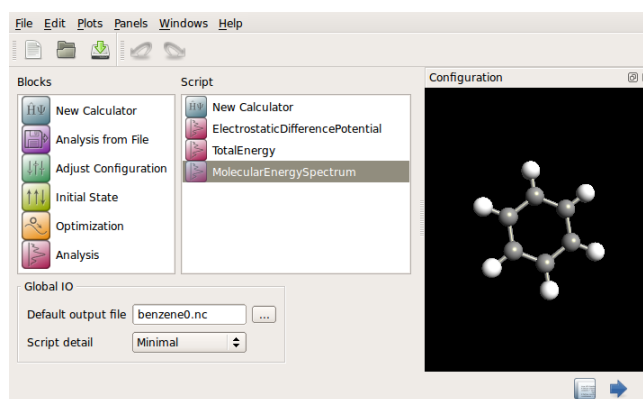 File Edit Plots Panels Windows Help
Blocks
New Calculator
Analysis from File
Adjust Configuration
Initial State
Optimization
Analysis
Script
New Calculator
ElectrostaticDifferencePotential
TotalEnergy
MolecularEnergySpectrum
Configuration
Global IO
Default output file benzene0.nc ...
Script detail Minimal